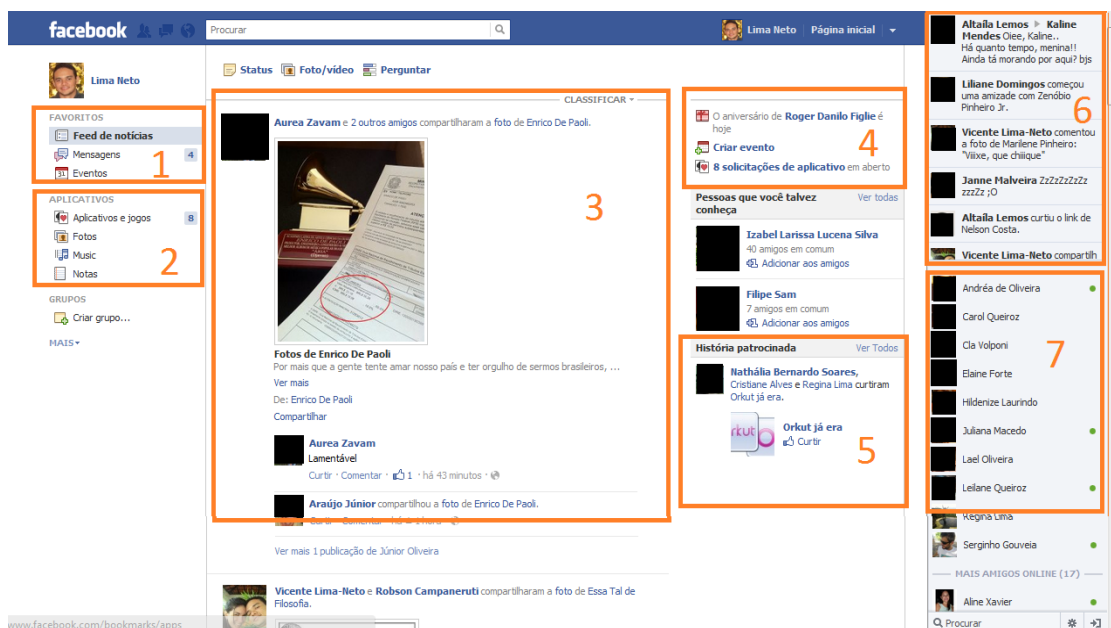 facebook
Procurar
Lima Neto
Página inicial
Lima Neto
FAVORITOS
Feed de notícias
Mensagens 4
Eventos
1
APLICATIVOS
Aplicativos e jogos 8
Fotos
Music
Notas
2
GRUPOS
Criar grupo...
MAIS
Status Foto/vídeo Perguntar
CLASSIFICAR
Aurea Zavam e 2 outros amigos compartilharam a foto de Enrico De Paoli.
3
Fotos de Enrico De Paoli
Por mais que a gente tente amar nosso país e ter orgulho de sermos brasileiros, ...
Ver mais
De: Enrico De Paoli
Compartilhar
Aurea Zavam
Lamentável
Curtir · Comentar · 1 · há 43 minutos ·
Araújo Júnior compartilhou a foto de Enrico De Paoli.
Ver mais 1 publicação de Júnior Oliveira
Vicente Lima-Neto e Robson Campaneruti compartilharam a foto de Essa Tal de
Filosofia.
O aniversário de Roger Danilo Figlie é
hoje
Criar evento
8 solicitações de aplicativo em aberto
4
Pessoas que você talvez
conheça
Ver todas
Izabel Larissa Lucena Silva
40 amigos em comum
Adicionar aos amigos
Filipe Sam
7 amigos em comum
Adicionar aos amigos
História patrocinada Ver Todos
Nathália Bernardo Soares,
Cristiane Alves e Regina Lima curtiram
Orkut já era.
rkut
Orkut já era
Curtir
5
Altaíla Lemos ▶ Kaline
Mendes Oiee, Kaline..
Há quanto tempo, menina!!
Ainda tá morando por aqui? bjs
Liliane Domingos começou
uma amizade com Zenóbio
Pinheiro Jr.
6
Vicente Lima-Neto comentou
a foto de Marilene Pinheiro:
"Viiixe, que chiique"
Janne Malveira ZzZzZzZzZz
zzzZz ;O
Altaíla Lemos curtiu o link de
Nelson Costa.
Vicente Lima-Neto compartilh
Andréa de Oliveira
Carol Queiroz
Cla Volponi
7
Elaine Forte
Hildenize Laurindo
Juliana Macedo
Lael Oliveira
Leilane Queiroz
Regina Lima
Serginho Gouveia
MAIS AMIGOS ONLINE (17)
Aline Xavier
Procurar
www.facebook.com/bookmarks/apps